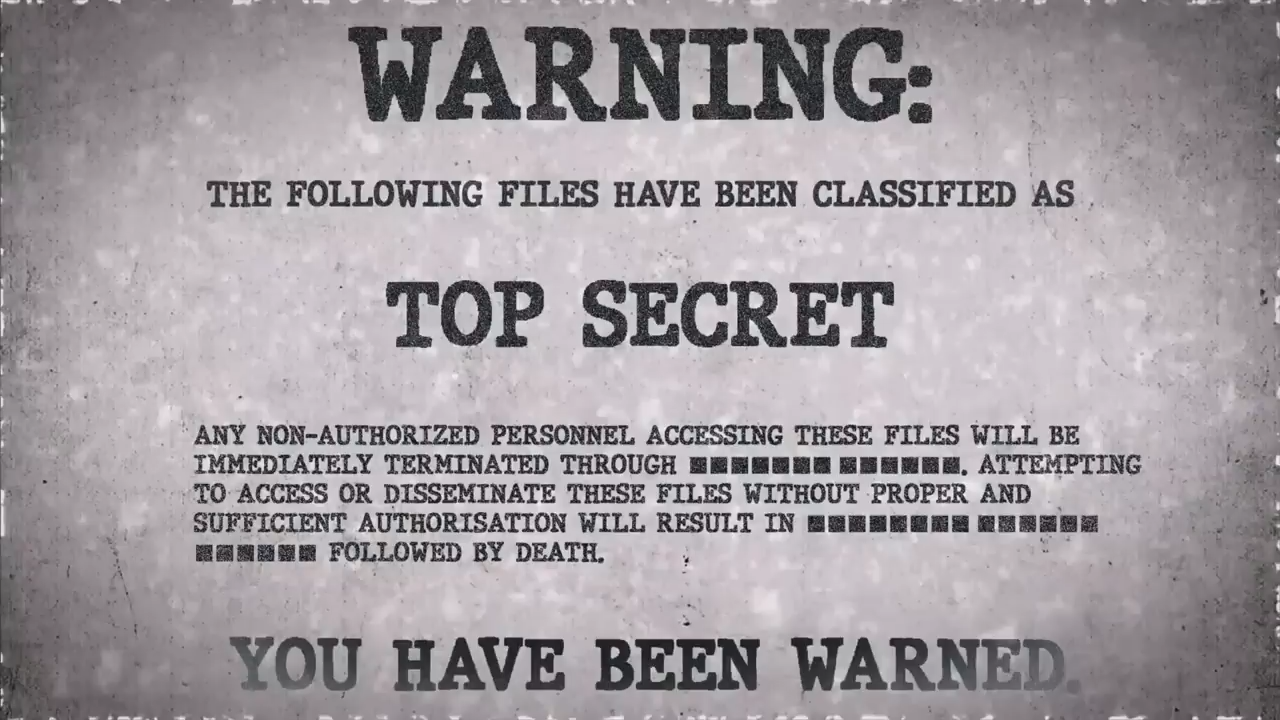 WARNING:
THE FOLLOWING FILES HAVE BEEN CLASSIFIED AS
TOP SECRET
ANY NON-AUTHORIZED PERSONNEL ACCESSING THESE FILES WILL BE
IMMEDIATELY TERMINATED THROUGH ■■■■■■■ ■■■■■■. ATTEMPTING
TO ACCESS OR DISSEMINATE THESE FILES WITHOUT PROPER AND
SUFFICIENT AUTHORISATION WILL RESULT IN ■■■■■■■■ ■■■■■■
■■■■■■ FOLLOWED BY DEATH.
YOU HAVE BEEN WARNED.